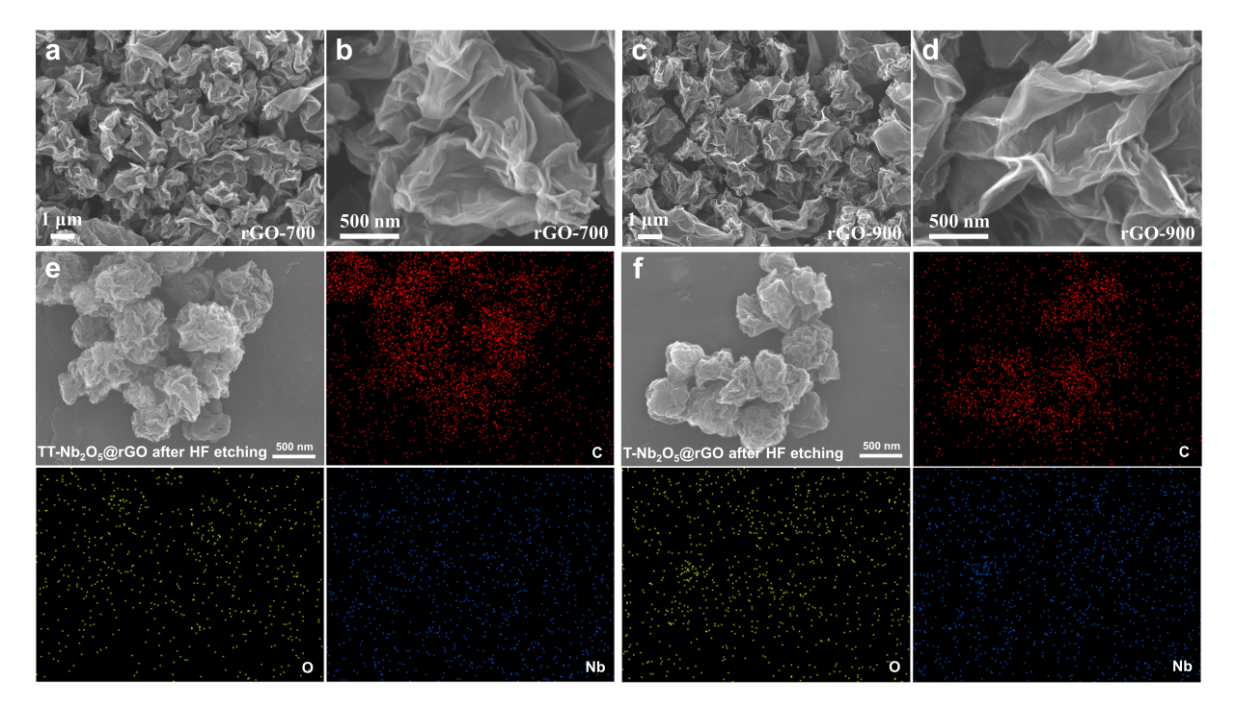 a
1 μm
rGO-700
b
500 nm
rGO-700
c
1 μm
rGO-900
d
500 nm
rGO-900
e
TT-Nb₂O₅@rGO after HF etching
500 nm
C
f
T-Nb₂O₅@rGO after HF etching
500 nm
C
O
Nb
O
Nb